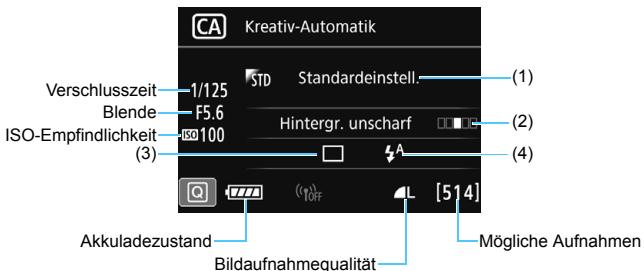 CA Kreativ-Automatik
STD Standardeinstell. (1)
Verschlusszeit 1/125
Blende F5.6
Hintergr. unscharf (2)
ISO-Empfindlichkeit ISO 100
(3) A (4)
Q OFF L [514]
Akkuladezustand Mögliche Aufnahmen
Bildaufnahmequalität